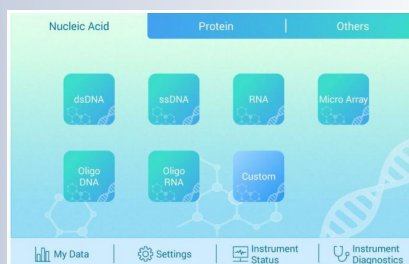 Nucleic Acid
Protein
Others
dsDNA
ssDNA
RNA
Micro Array
Oligo
DNA
Oligo
RNA
Custom
My Data
Settings
Instrument
Status
Instrument
Diagnostics